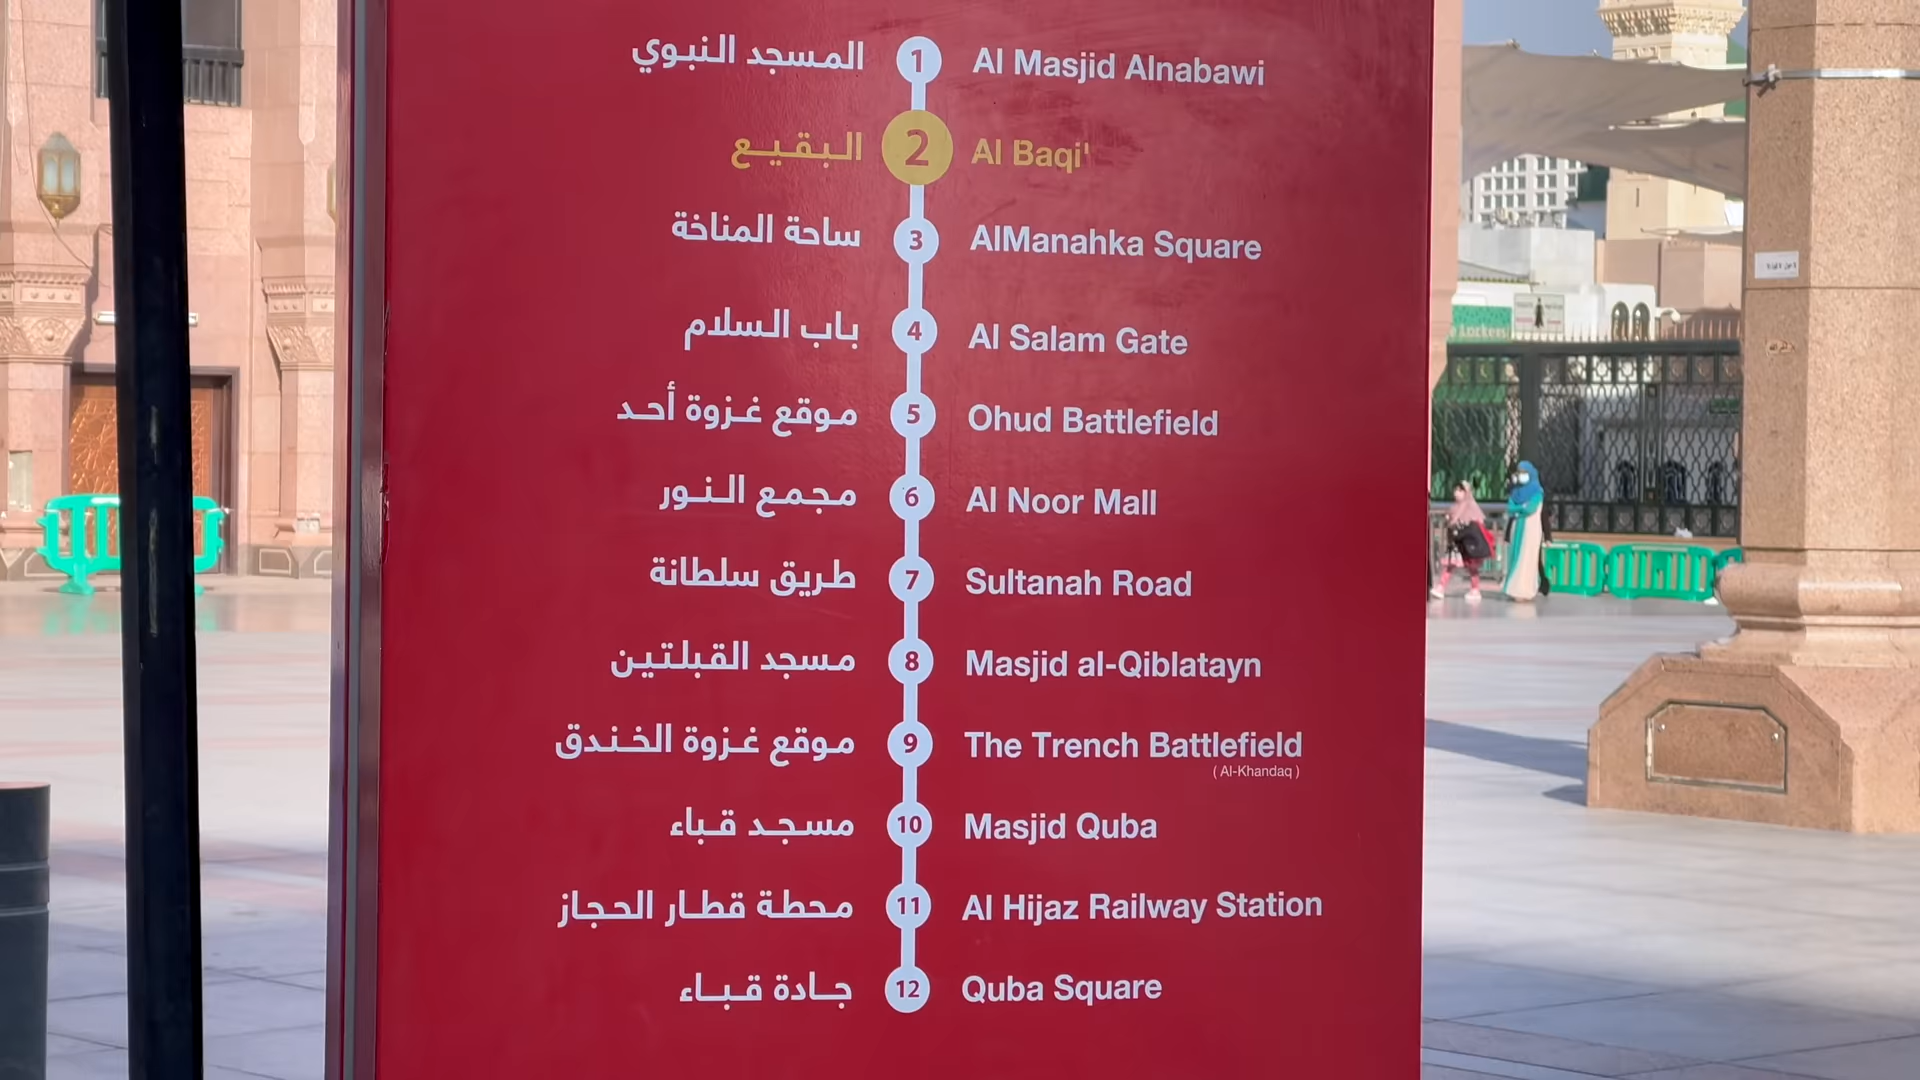 المسجد النبوي 1 Al Masjid Alnabawi
البقيع 2 Al Baqi'
ساحة المناخة 3 AlManahka Square
باب السلام 4 Al Salam Gate
موقع غزوة أحد 5 Ohud Battlefield
مجمع النور 6 Al Noor Mall
طريق سلطانة 7 Sultanah Road
مسجد القبلتين 8 Masjid al-Qiblatayn
موقع غزوة الخندق 9 The Trench Battlefield
( Al-Khandaq )
مسجد قباء 10 Masjid Quba
محطة قطار الحجاز 11 Al Hijaz Railway Station
جادة قباء 12 Quba Square